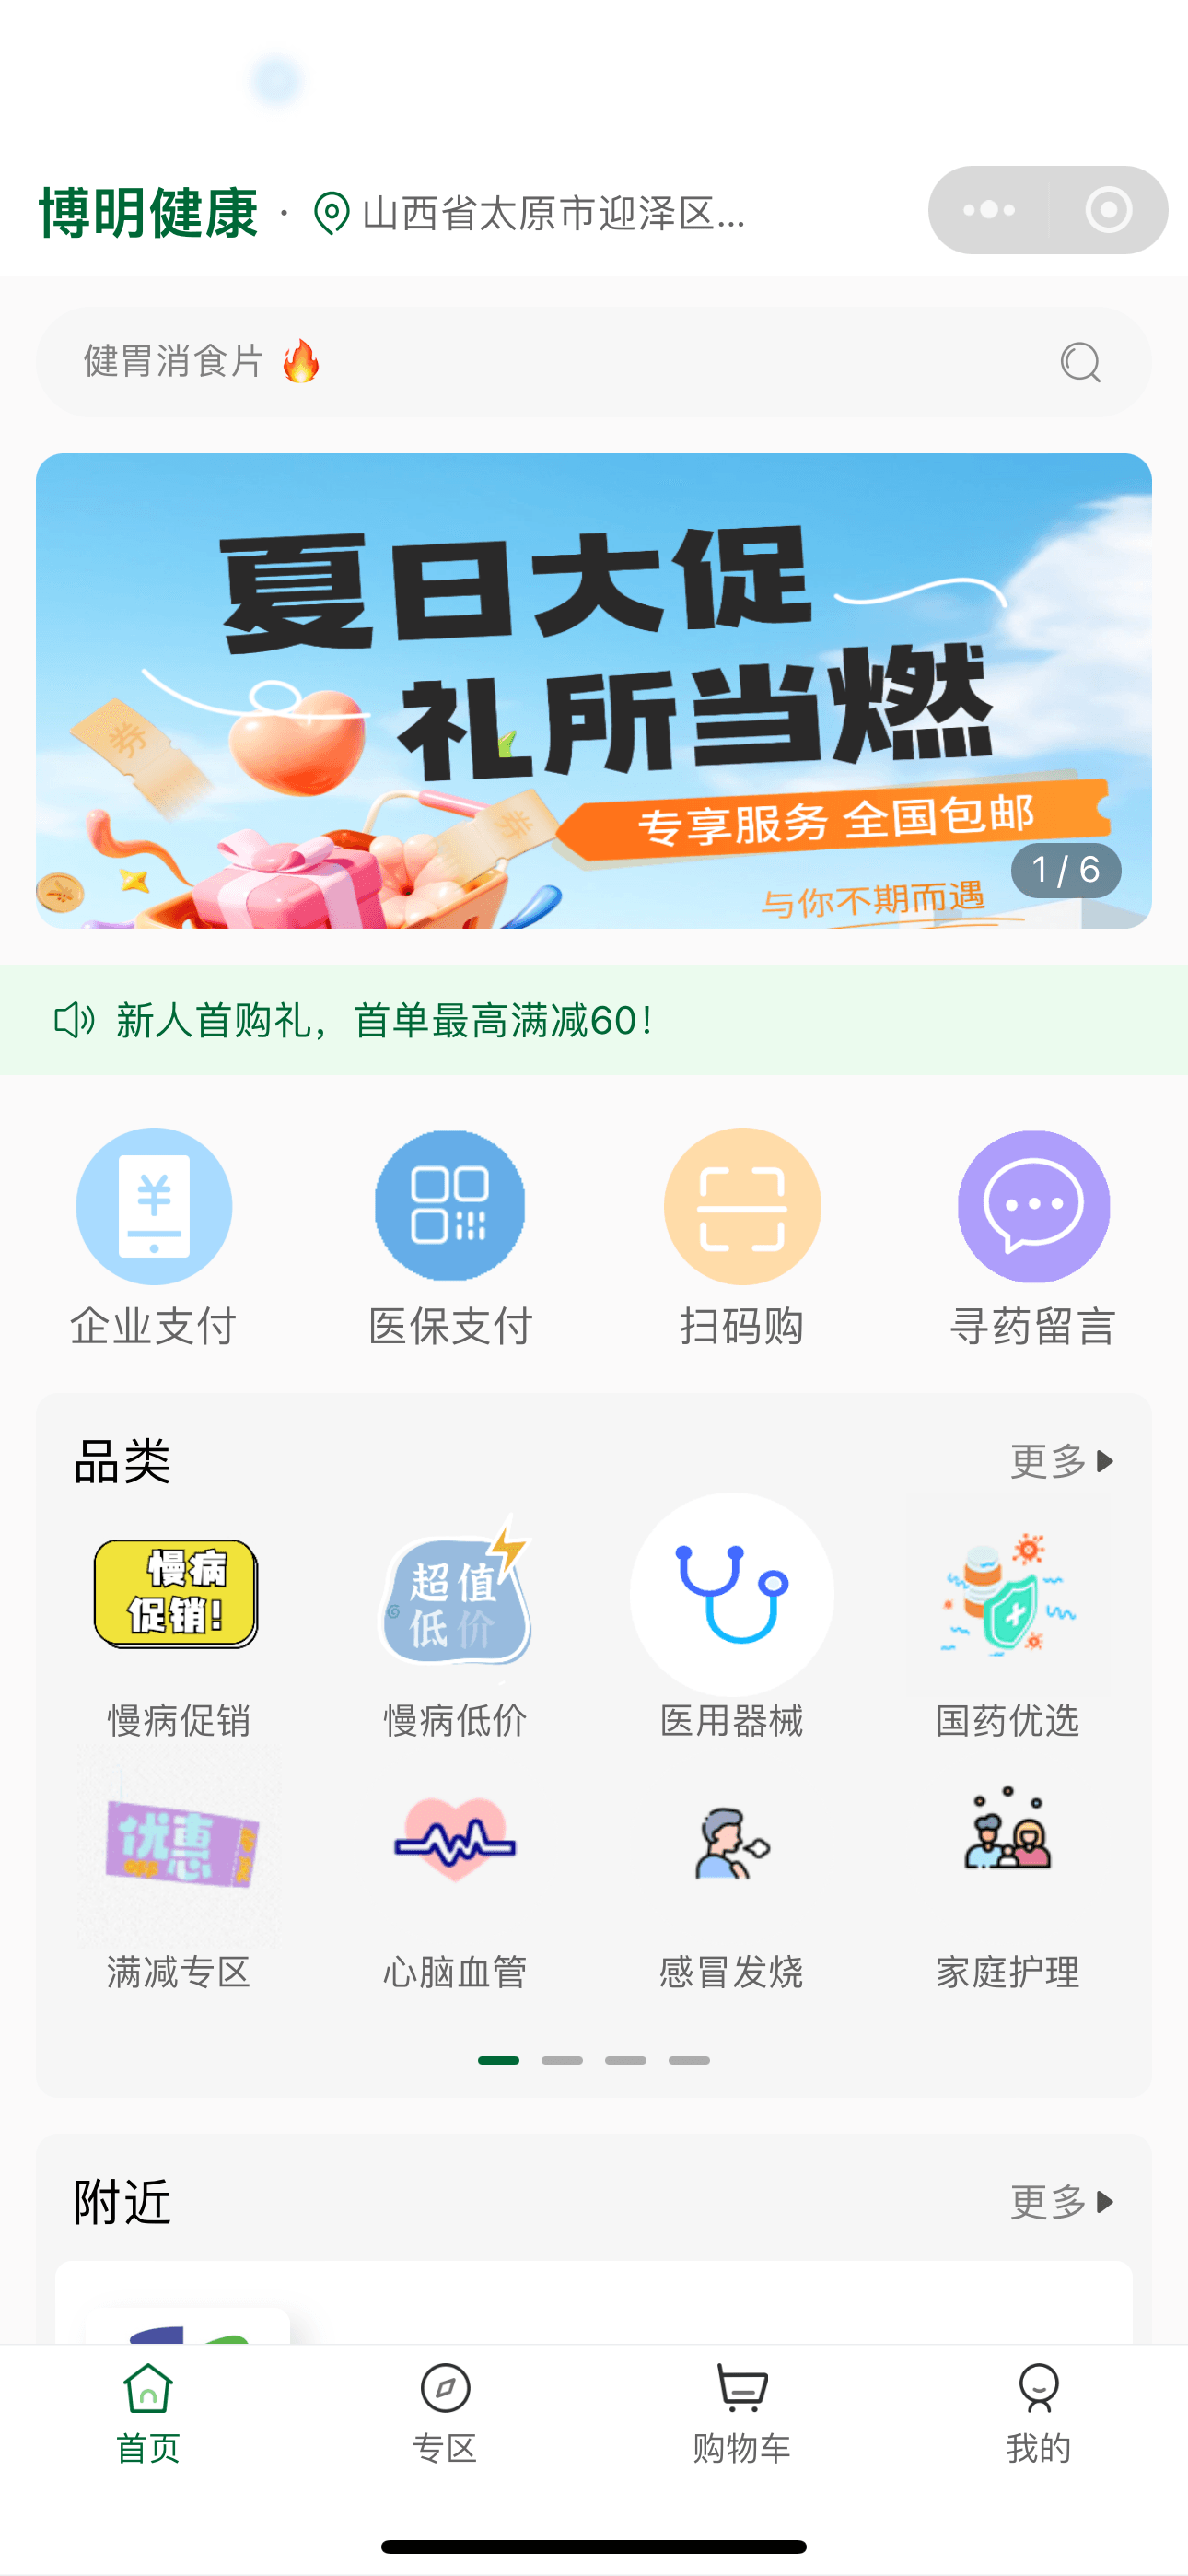 博明健康 · 山西省太原市迎泽区...
健胃消食片 🔥
夏日大促
礼所当燃
券
券
专享服务 全国包邮
1 / 6
与你不期而遇
新人首购礼，首单最高满减60！
企业支付 医保支付 扫码购 寻药留言
品类 更多
慢病
促销!
超值
低价
慢病促销 慢病低价 医用器械 国药优选
优惠
满减专区 心脑血管 感冒发烧 家庭护理
附近 更多
首页 专区 购物车 我的